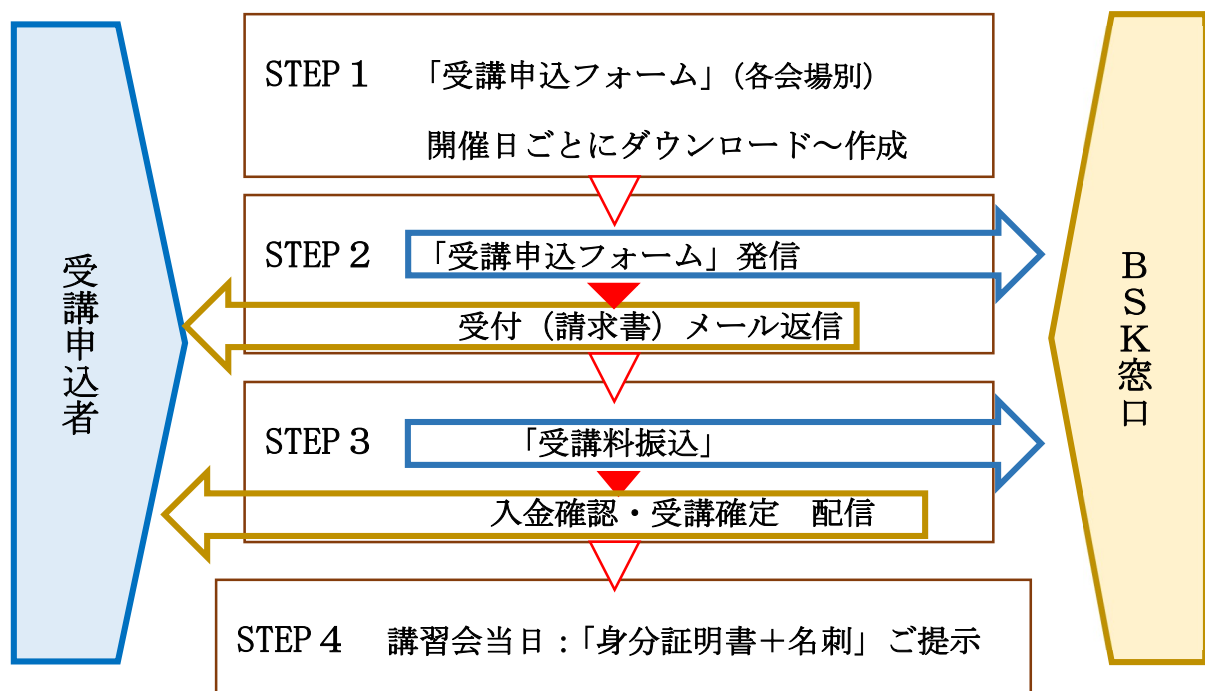 受講申込者
STEP１ 「受講申込フォーム」（各会場別）
開催日ごとにダウンロード～作成
STEP２ 「受講申込フォーム」発信
受付（請求書）メール返信
STEP３ 「受講料振込」
入金確認・受講確定　配信
STEP４ 講習会当日：「身分証明書＋名刺」ご提示
ＢＳＫ窓口